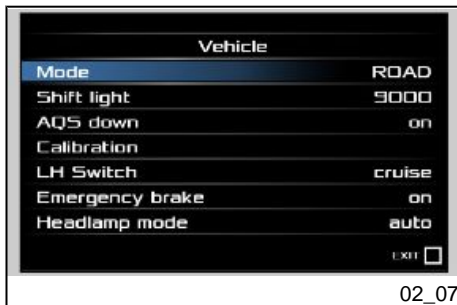 Vehicle
Mode ROAD
Shift light 9000
AQS down on
Calibration
LH Switch cruise
Emergency brake on
Headlamp mode auto
EXIT
02_07